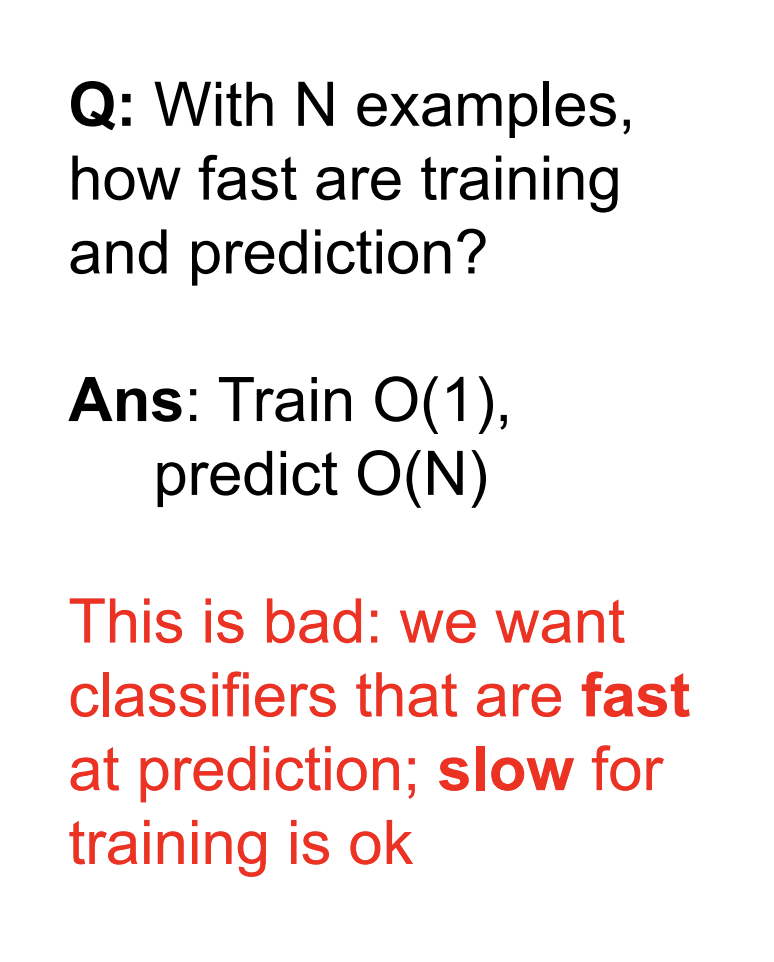 Q: With N examples,
how fast are training
and prediction?
Ans: Train O(1),
predict O(N)
This is bad: we want
classifiers that are fast
at prediction; slow for
training is ok